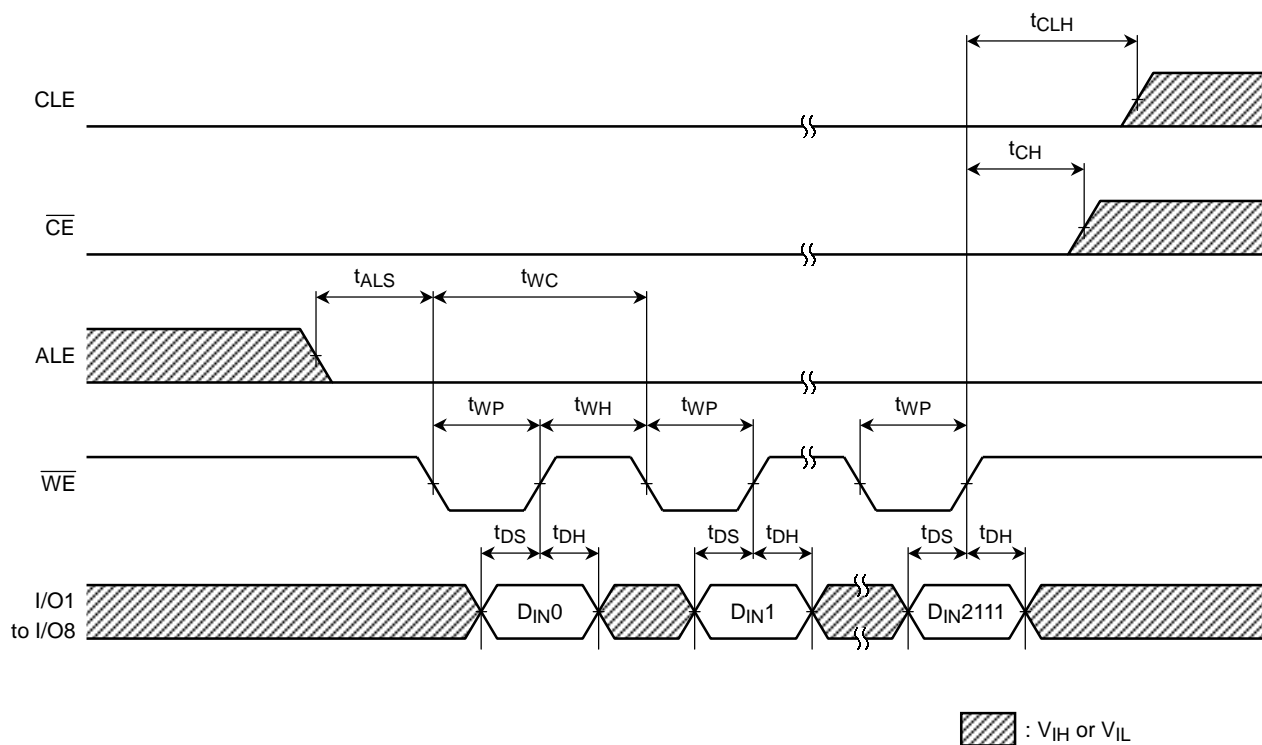 tCLH
CLE
tCH
CE
tALS tWC
ALE
tWP tWH tWP tWP
WE
tDS tDH tDS tDH tDS tDH
I/O1
to I/O8
DIN0 DIN1 DIN2111
: VIH or VIL